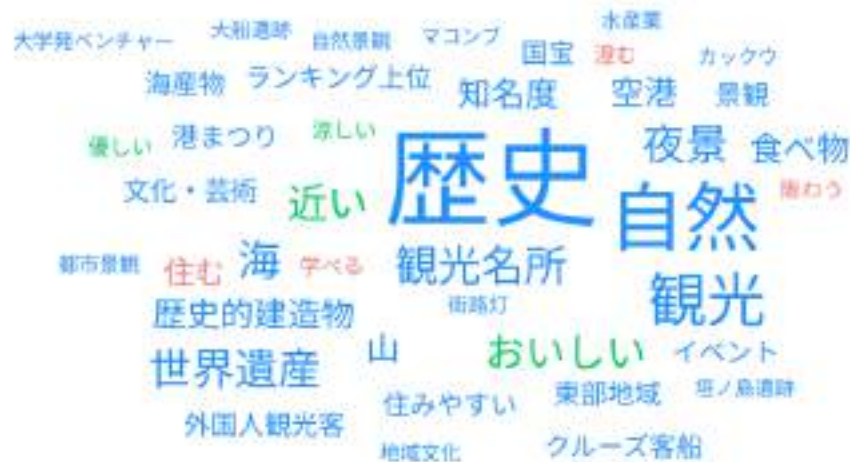 水産業
大学発ベンチャー 大船遺跡 自然景観 マコンブ
国宝 澄む カックウ
海産物 ランキング上位 知名度 空港 景観
優しい 港まつり 涼しい 歴史 夜景 食べ物
文化・芸術 近い 自然 賑わう
都市景観 住む 海 学べる 観光名所 観光
歴史的建造物 街路灯
世界遺産 山 おいしい イベント
住みやすい 東部地域 垣ノ島遺跡
外国人観光客 地域文化 クルーズ客船